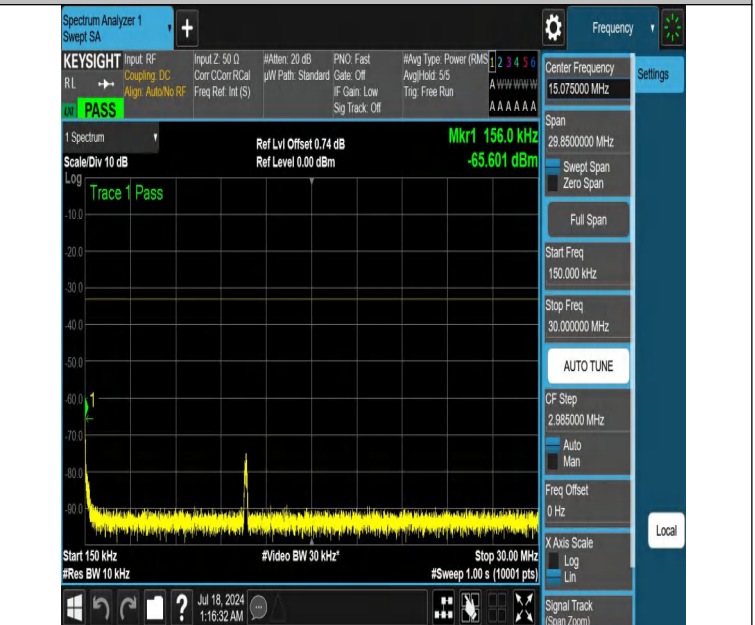 Spectrum Analyzer 1
Swept SA
+
Frequency
KEYSIGHT
RL
PASS
Input: RF
Coupling: DC
Align: Auto/No RF
Input Z: 50 Ω
Corr CCorr RCal
Freq Ref: Int (S)
#Atten: 20 dB
µW Path: Standard
PNO: Fast
Gate: Off
IF Gain: Low
Sig Track: Off
#Avg Type: Power (RMS
Avg|Hold: 5/5
Trig: Free Run
1 2 3 4 5 6
A W W W W W
A A A A A A
1 Spectrum
Scale/Div 10 dB
Ref Lvl Offset 0.74 dB
Ref Level 0.00 dBm
Mkr1 156.0 kHz
-65.601 dBm
Log
Trace 1 Pass
-10.0
-20.0
-30.0
-40.0
-50.0
-60.0
1
-70.0
-80.0
-90.0
Start 150 kHz
#Res BW 10 kHz
#Video BW 30 kHz*
Stop 30.00 MHz
#Sweep 1.00 s (10001 pts)
Center Frequency
15.075000 MHz
Settings
Span
29.8500000 MHz
Swept Span
Zero Span
Full Span
Start Freq
150.000 kHz
Stop Freq
30.000000 MHz
AUTO TUNE
CF Step
2.985000 MHz
Auto
Man
Freq Offset
0 Hz
X Axis Scale
Log
Lin
Local
Signal Track
(Span Zoom)
?
Jul 18, 2024
1:16:32 AM